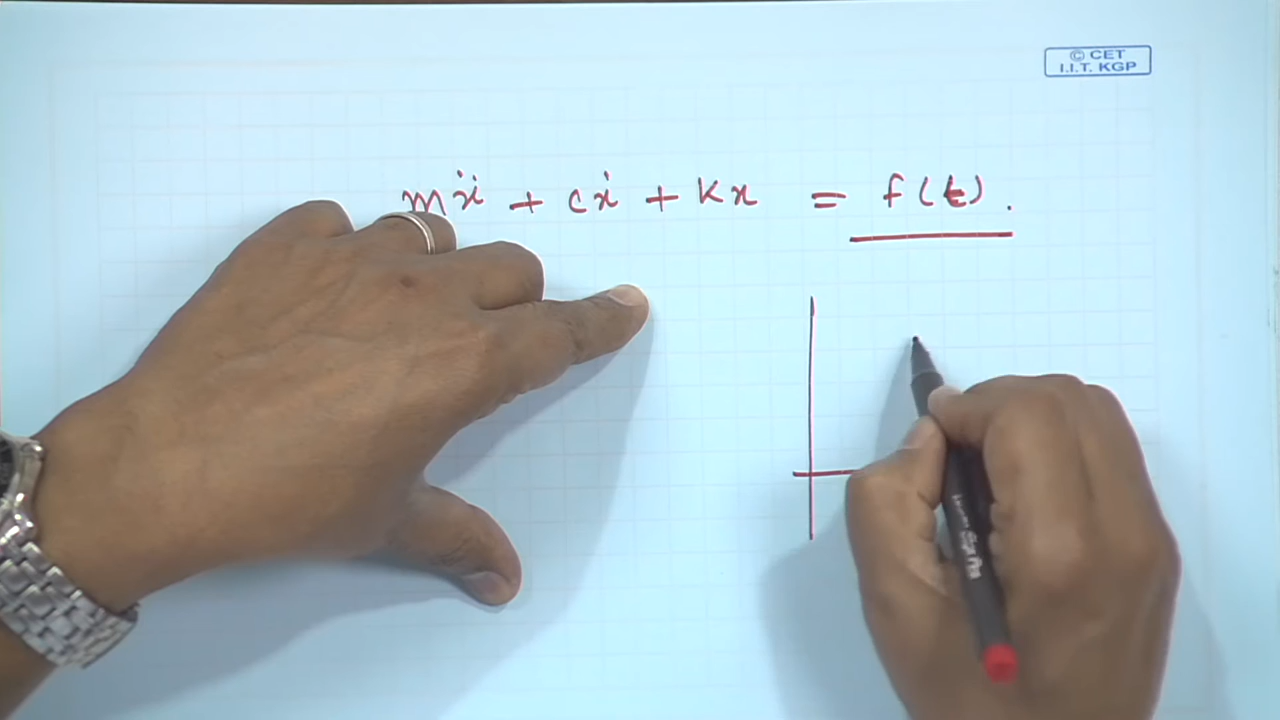 © CET
I.I.T. KGP
mẍ + cẋ + kx = f(t).